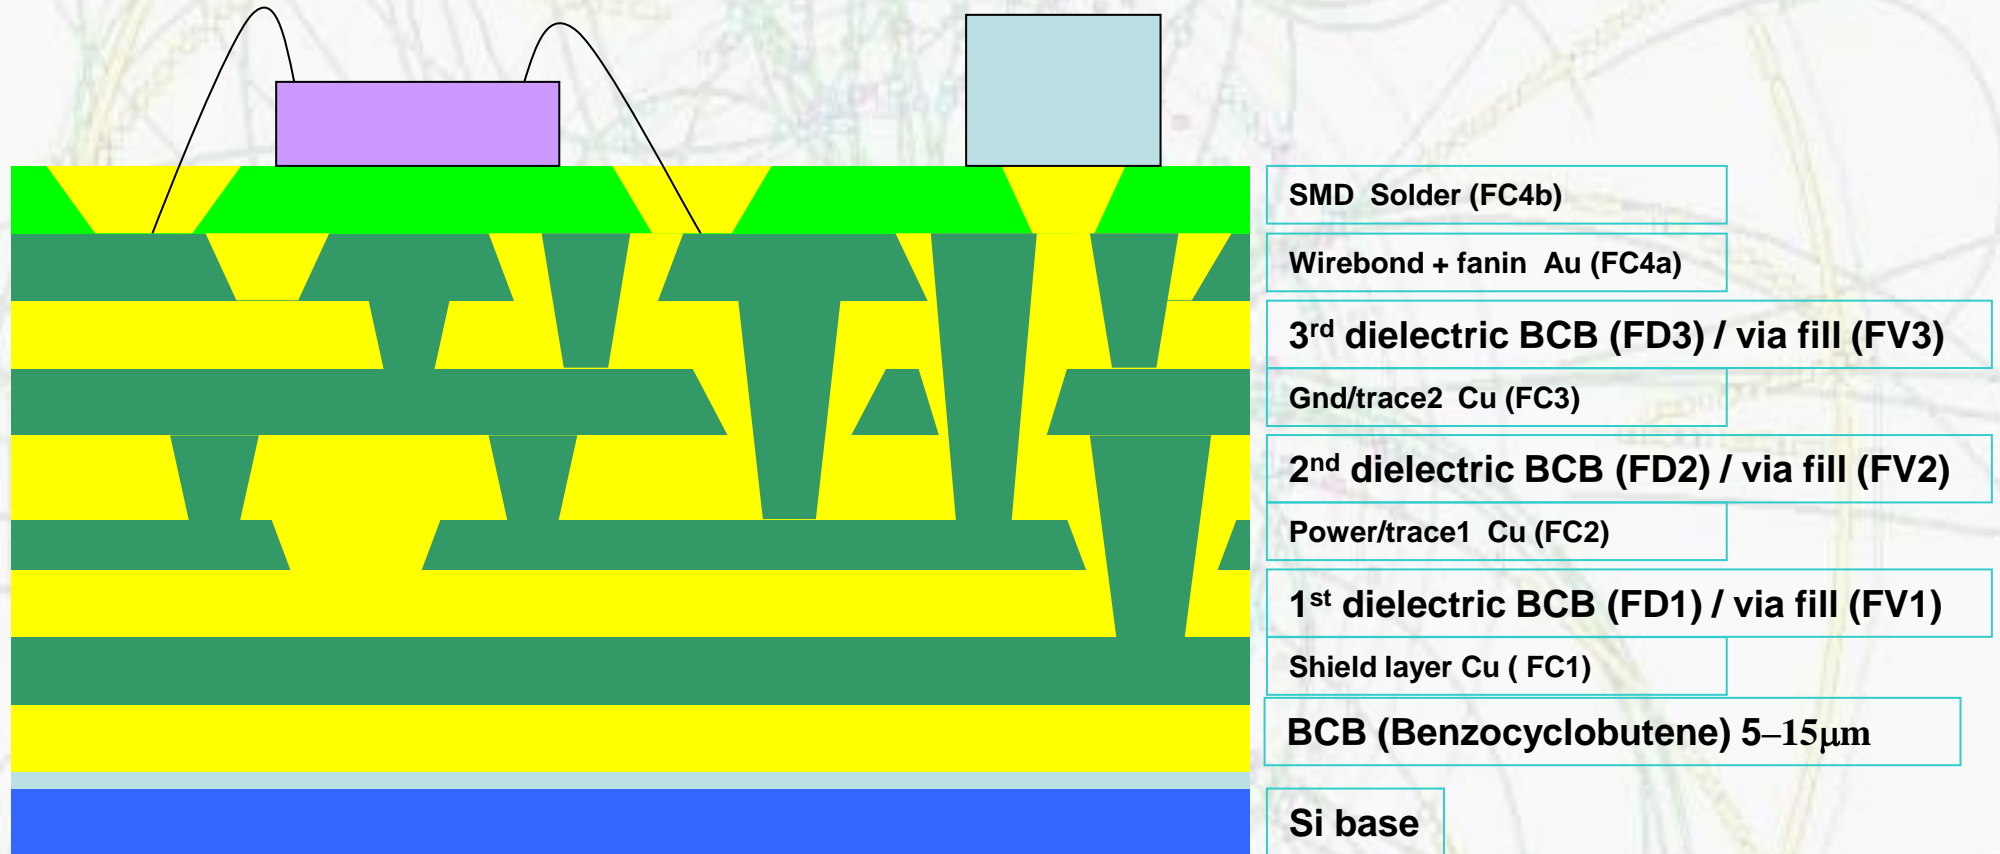 SMD  Solder (FC4b)
Wirebond + fanin  Au (FC4a)
3rd dielectric BCB (FD3) / via fill (FV3)
Gnd/trace2  Cu (FC3)
2nd dielectric BCB (FD2) / via fill (FV2)
Power/trace1  Cu (FC2)
1st dielectric BCB (FD1) / via fill (FV1)
Shield layer Cu ( FC1)
BCB (Benzocyclobutene) 5–15μm
Si base